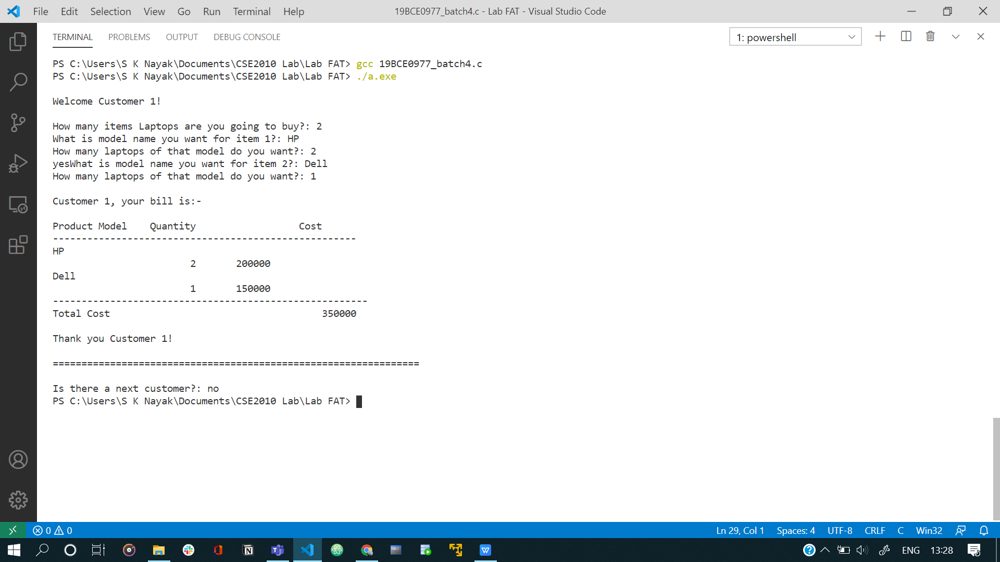 File Edit Selection View Go Run Terminal Help 19BCE0977_batch4.c - Lab FAT - Visual Studio Code
TERMINAL PROBLEMS OUTPUT DEBUG CONSOLE 1: powershell
PS C:\Users\S K Nayak\Documents\CSE2010 Lab\Lab FAT> gcc 19BCE0977_batch4.c
PS C:\Users\S K Nayak\Documents\CSE2010 Lab\Lab FAT> ./a.exe
Welcome Customer 1!
How many items Laptops are you going to buy?: 2
What is model name you want for item 1?: HP
How many laptops of that model do you want?: 2
yesWhat is model name you want for item 2?: Dell
How many laptops of that model do you want?: 1
Customer 1, your bill is:-
Product Model    Quantity                  Cost
-----------------------------------------------------
HP
                        2       200000
Dell
                        1       150000
-------------------------------------------------------
Total Cost                                     350000
Thank you Customer 1!
================================================================
Is there a next customer?: no
PS C:\Users\S K Nayak\Documents\CSE2010 Lab\Lab FAT>
0 0 Ln 29, Col 1 Spaces: 4 UTF-8 CRLF C Win32
ENG 13:28